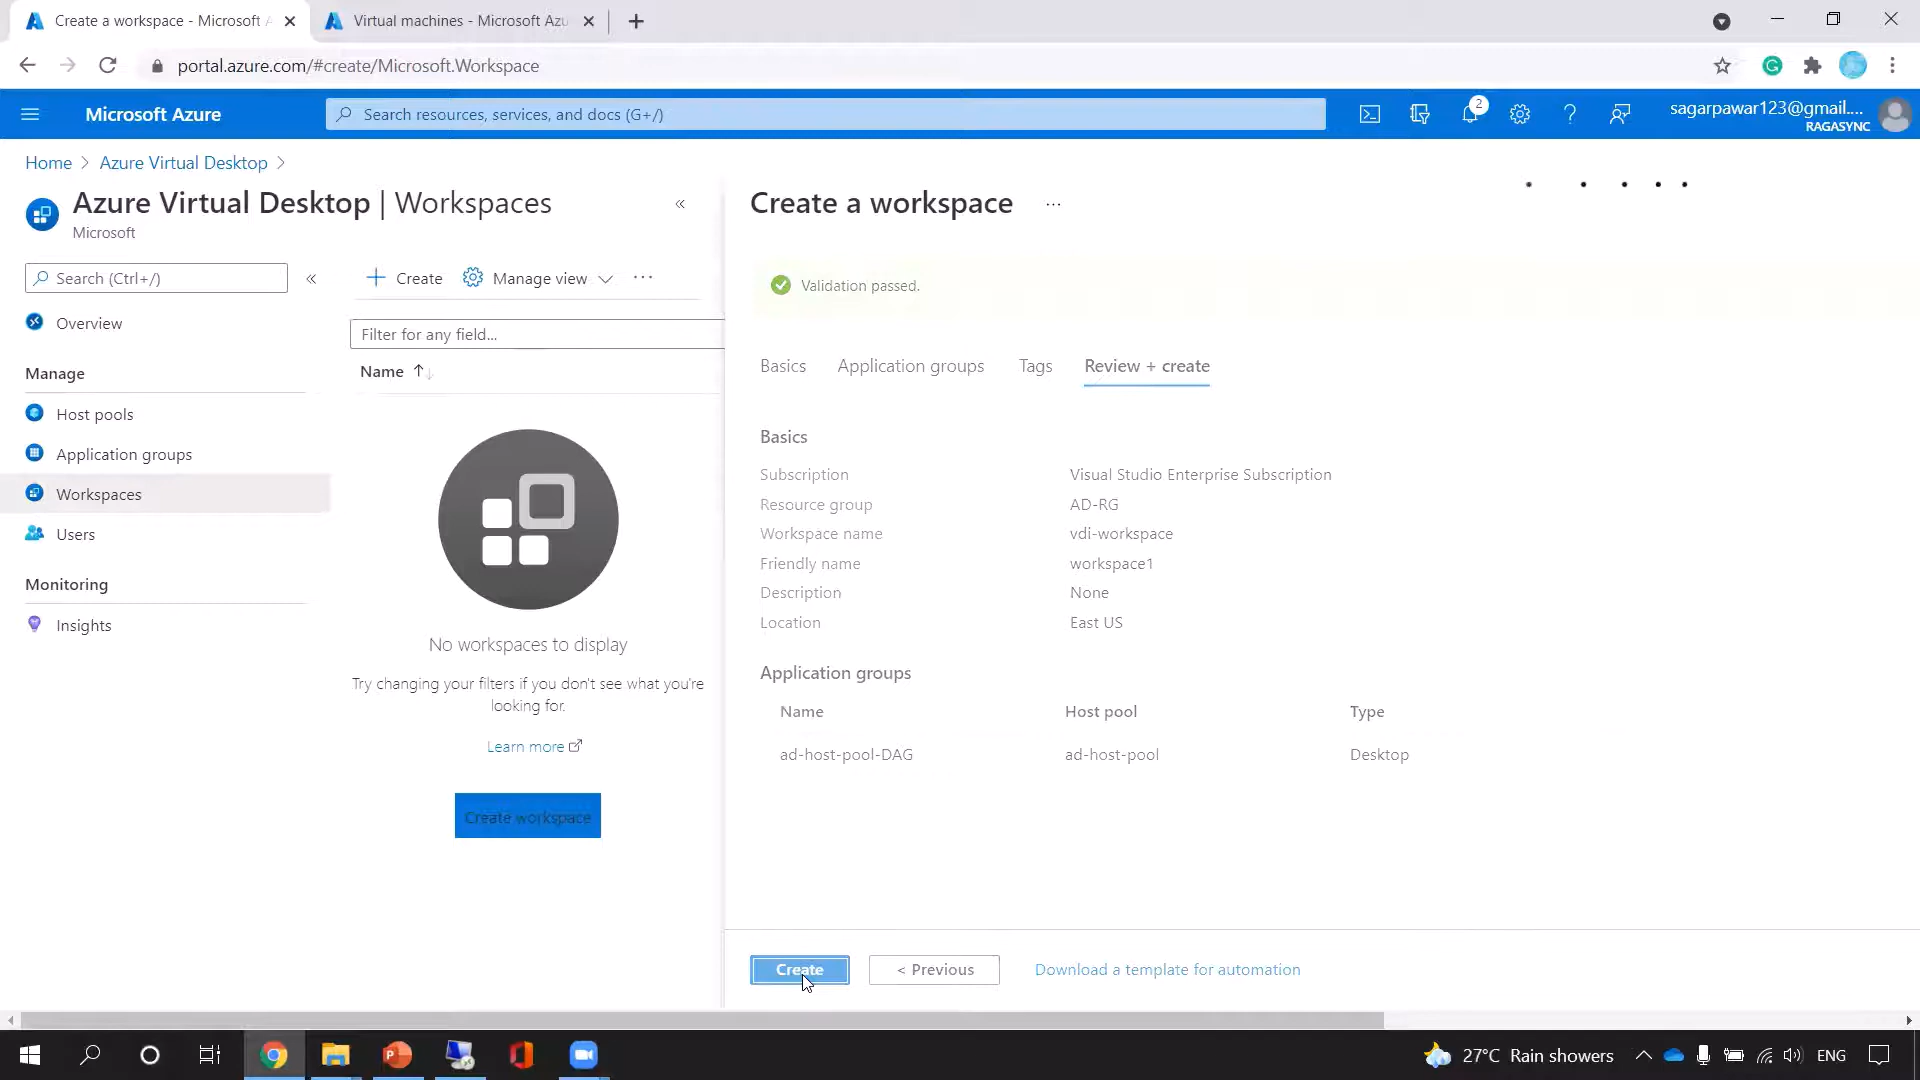 Create a workspace - Microsoft A
Virtual machines - Microsoft Azu
portal.azure.com/#create/Microsoft.Workspace
Microsoft Azure
Search resources, services, and docs (G+/)
2
sagarpawar123@gmail....
RAGASYNC
Home > Azure Virtual Desktop >
Azure Virtual Desktop | Workspaces
Microsoft
Search (Ctrl+/)
Overview
Manage
Host pools
Application groups
Workspaces
Users
Monitoring
Insights
Create
Manage view
Filter for any field...
Name
No workspaces to display
Try changing your filters if you don't see what you're
looking for.
Learn more
Create workspace
Create a workspace
Validation passed.
Basics Application groups Tags Review + create
Basics
Subscription Visual Studio Enterprise Subscription
Resource group AD-RG
Workspace name vdi-workspace
Friendly name workspace1
Description None
Location East US
Application groups
Name Host pool Type
ad-host-pool-DAG ad-host-pool Desktop
Create
< Previous
Download a template for automation
27°C Rain showers
ENG